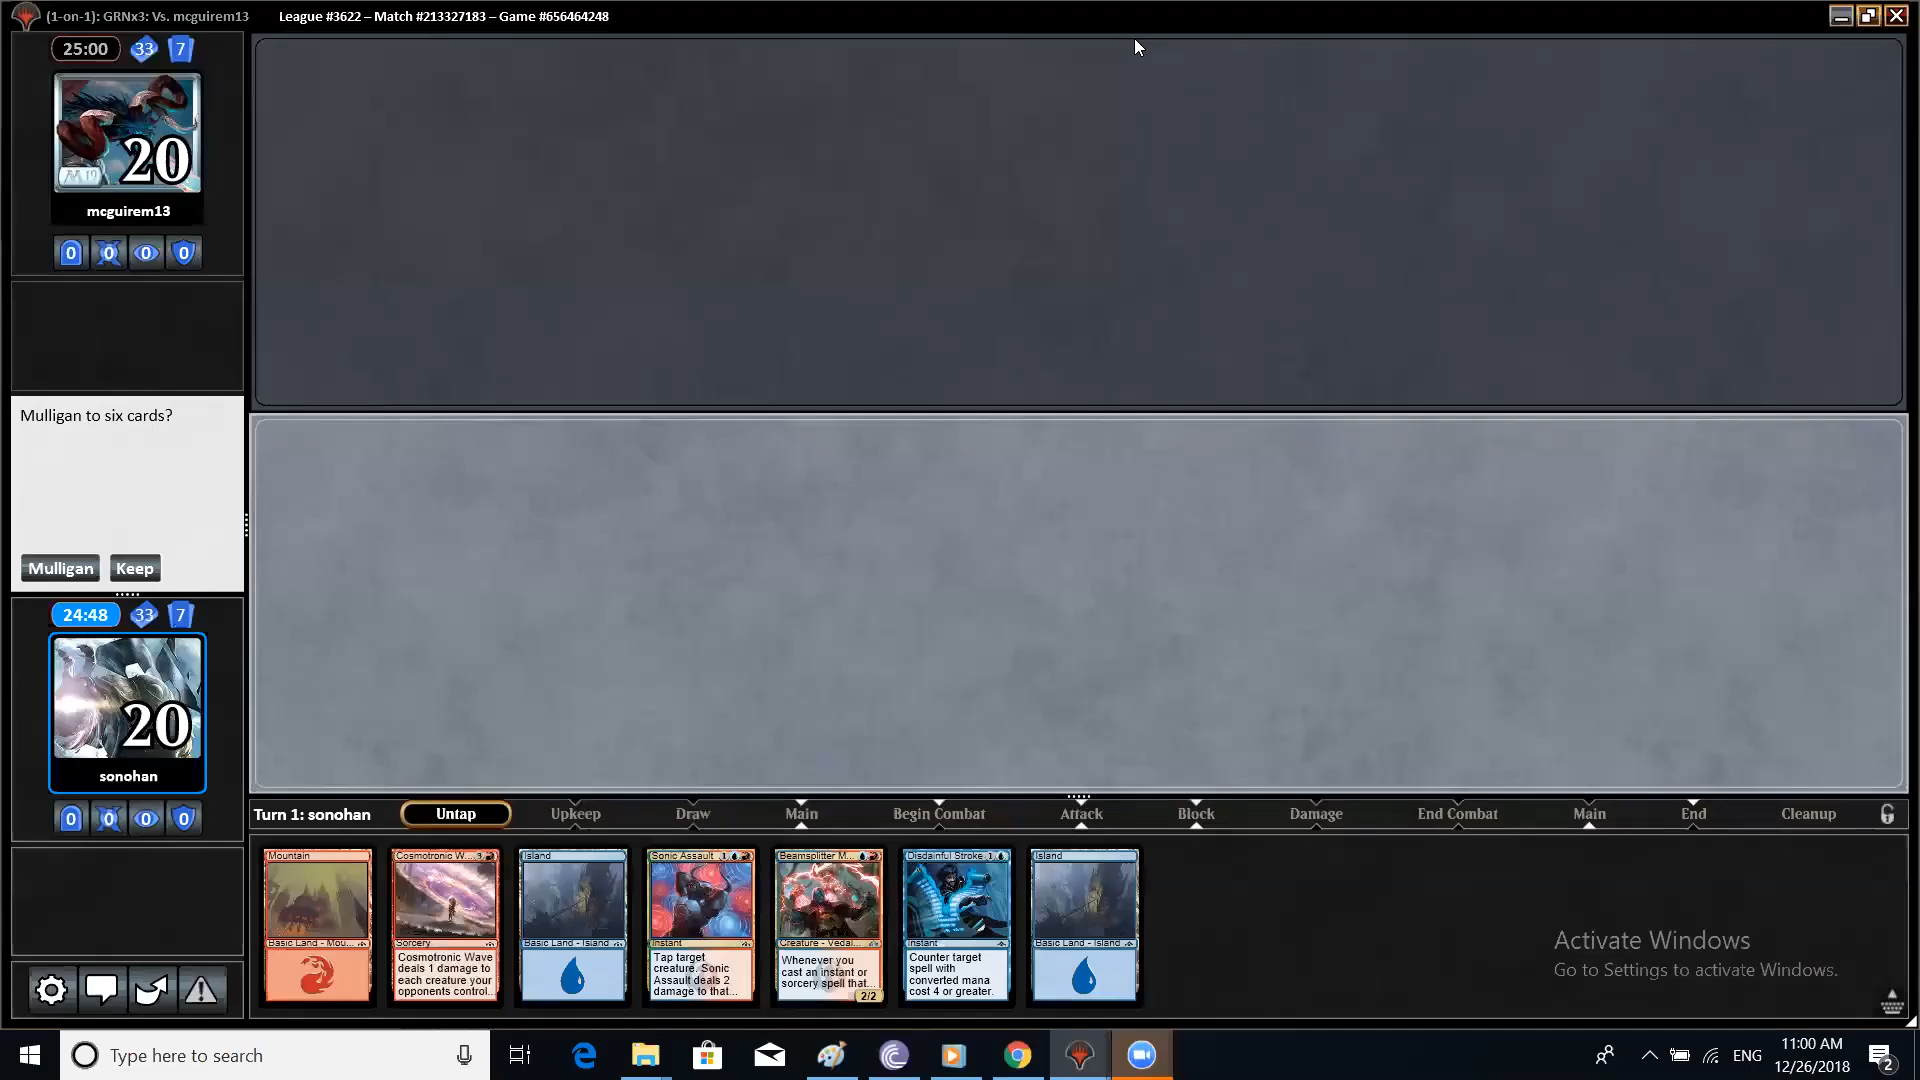 (1-on-1): GRNx3: Vs. mcguirem13
League #3622 – Match #213327183 – Game #656464248
25:00
33
7
M19
20
mcguirem13
0
0
0
0
Mulligan to six cards?
Mulligan
Keep
24:48
33
7
20
sonohan
0
0
0
0
Turn 1: sonohan
Untap
Upkeep
Draw
Main
Begin Combat
Attack
Block
Damage
End Combat
Main
End
Cleanup
Mountain
Basic Land - Mou...
Cosmotronic W... 3
Sorcery
Cosmotronic Wave
deals 1 damage to
each creature your
opponents control...
Island
Basic Land - Island
Sonic Assault 1
Instant
Tap target
creature. Sonic
Assault deals 2
damage to that...
Beamsplitter M...
Creature - Vedal...
Whenever you
cast an instant or
sorcery spell that...
2/2
Disdainful Stroke 1
Instant
Counter target
spell with
converted mana
cost 4 or greater.
Island
Basic Land - Island
Activate Windows
Go to Settings to activate Windows.
Type here to search
ENG
11:00 AM
12/26/2018
2